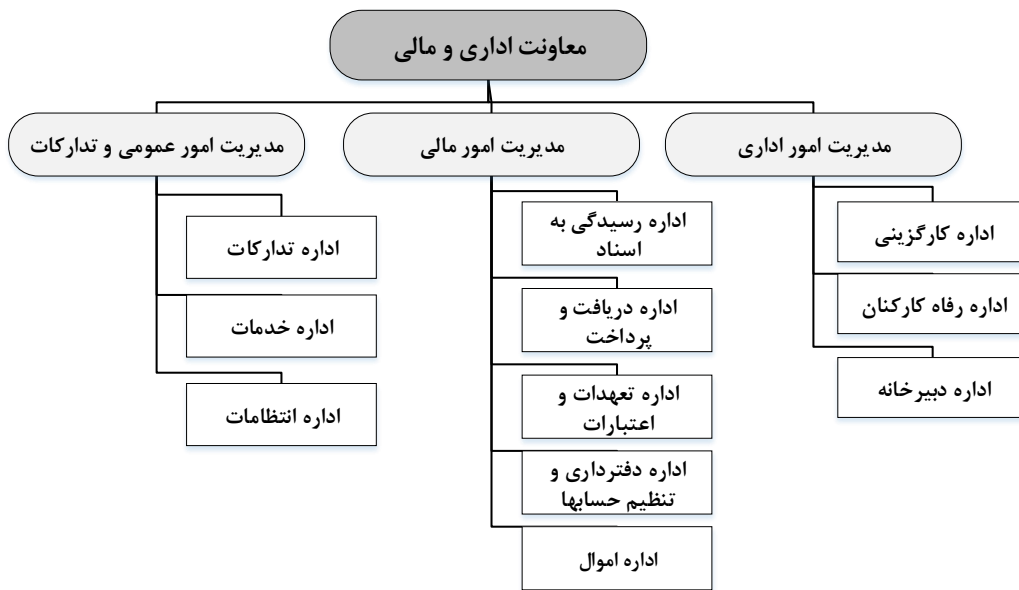 معاونت اداری و مالی
مدیریت امور اداری
اداره کارگزینی
اداره رفاه کارکنان
اداره دبیرخانه
مدیریت امور مالی
اداره رسیدگی به
اسناد
اداره دریافت و
پرداخت
اداره تعهدات و
اعتبارات
اداره دفترداری و
تنظیم حسابها
اداره اموال
مدیریت امور عمومی و تدارکات
اداره تدارکات
اداره خدمات
اداره انتظامات